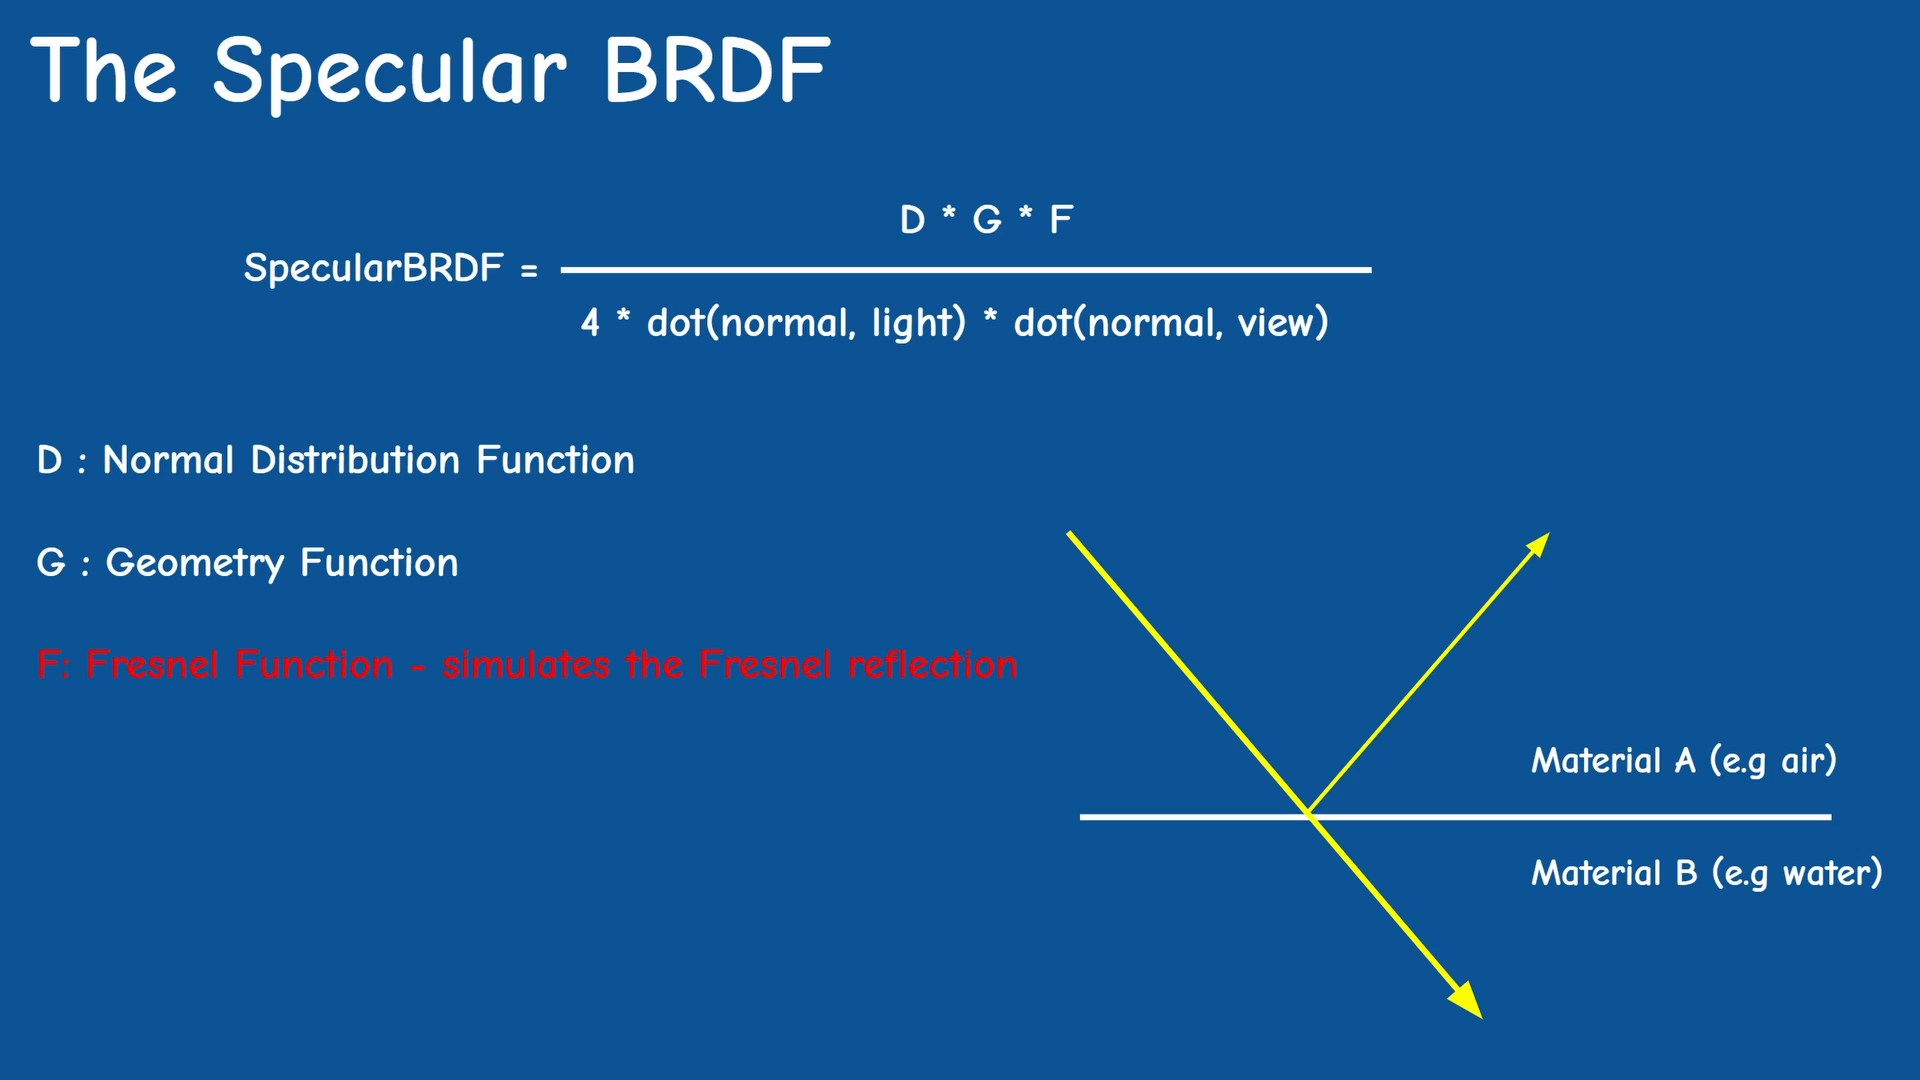 The Specular BRDF
D * G * F
SpecularBRDF =
4 * dot(normal, light) * dot(normal, view)
D : Normal Distribution Function
G : Geometry Function
F: Fresnel Function - simulates the Fresnel reflection
Material A (e.g air)
Material B (e.g water)